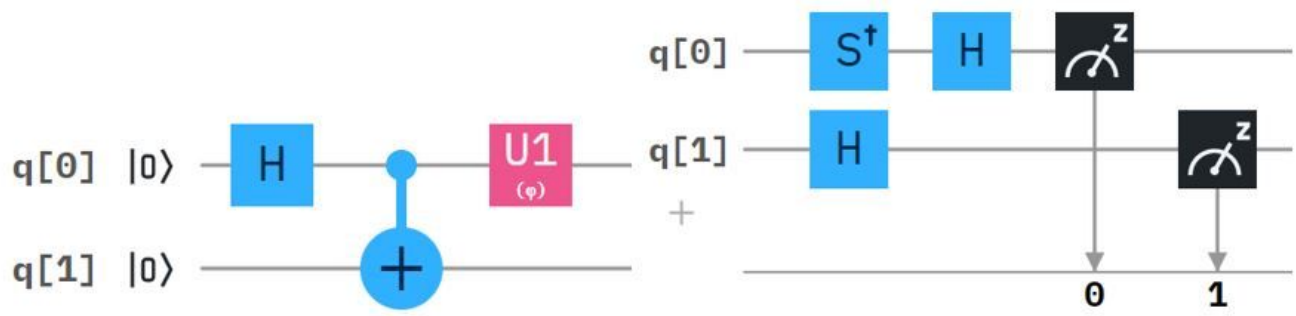 q[0] S† H z
q[0] |0⟩ H U1 (φ) q[1] H z
+
q[1] |0⟩ +
0 1